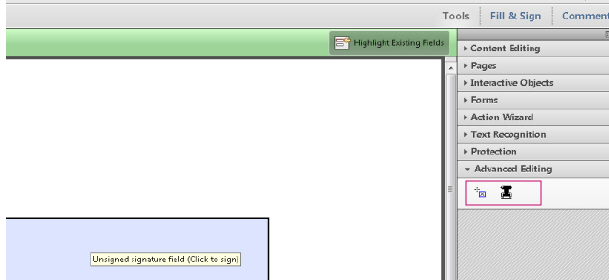 Tools
Fill & Sign
Comment
Highlight Existing Fields
Content Editing
Pages
Interactive Objects
Forms
Action Wizard
Text Recognition
Protection
Advanced Editing
Unsigned signature field (Click to sign)